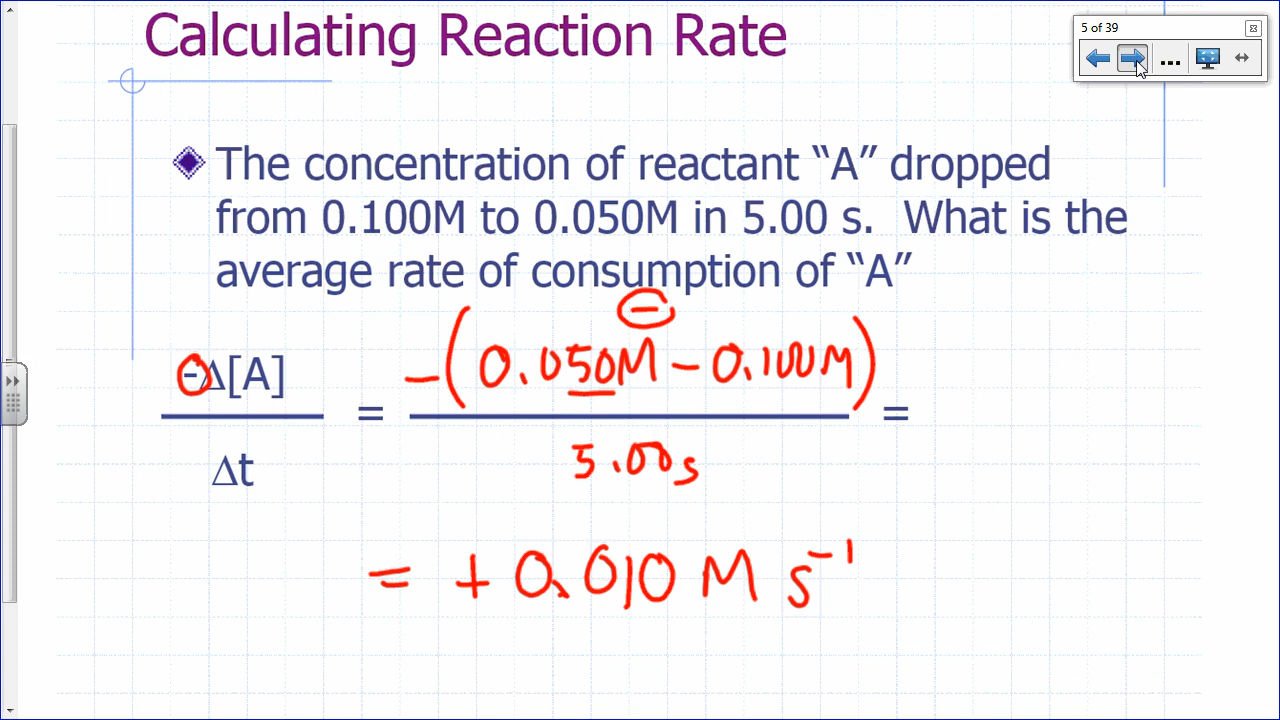 Calculating Reaction Rate
5 of 39
The concentration of reactant “A” dropped
from 0.100M to 0.050M in 5.00 s. What is the
average rate of consumption of “A”
−
-Δ[A] = −(0.050M − 0.100M) =
Δt 5.00s
= + 0.010 M s⁻¹